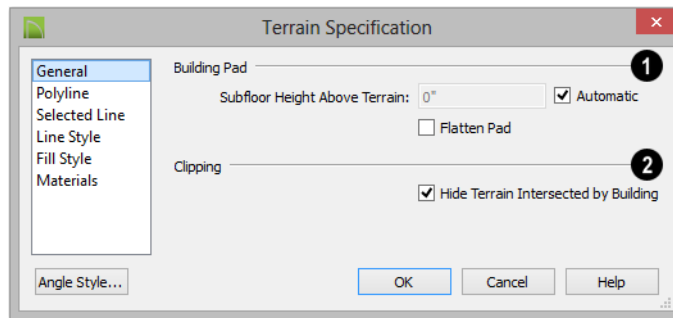 Terrain Specification
General
Polyline
Selected Line
Line Style
Fill Style
Materials
Building Pad
1
Subfloor Height Above Terrain: 0" Automatic
Flatten Pad
Clipping
2
Hide Terrain Intersected by Building
Angle Style... OK Cancel Help